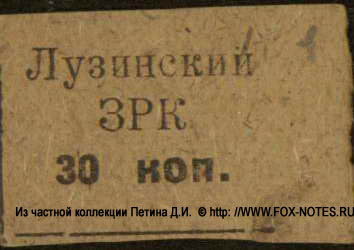 Лузинский
ЗРК
30 коп.
Из частной коллекции Петина Д.И. © http: //WWW.FOX-NOTES.RU